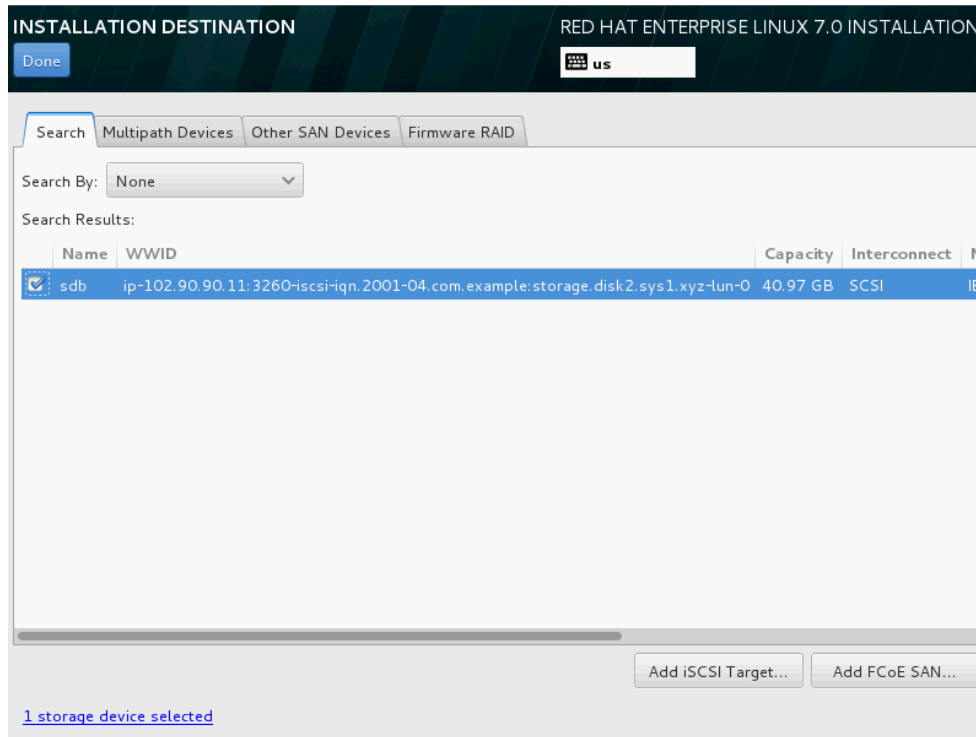 INSTALLATION DESTINATION
RED HAT ENTERPRISE LINUX 7.0 INSTALLATION
Done
us
Search Multipath Devices Other SAN Devices Firmware RAID
Search By: None
Search Results:
Name WWID Capacity Interconnect
sdb ip-102.90.90.11:3260-iscsi-iqn.2001-04.com.example:storage.disk2.sys1.xyz-lun-0 40.97 GB SCSI
Add iSCSI Target... Add FCoE SAN...
1 storage device selected